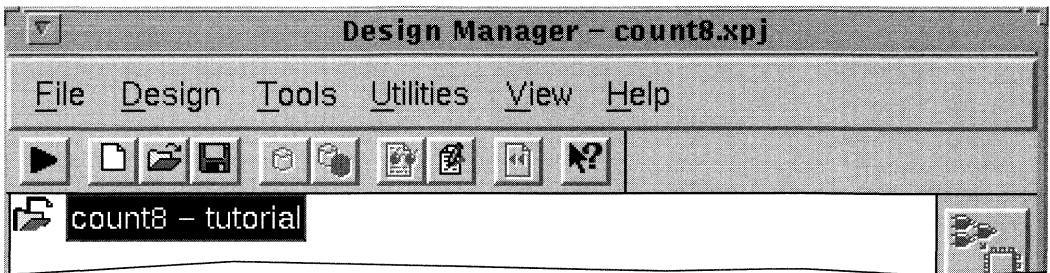 Design Manager – count8.xpj
File Design Tools Utilities View Help
count8 – tutorial